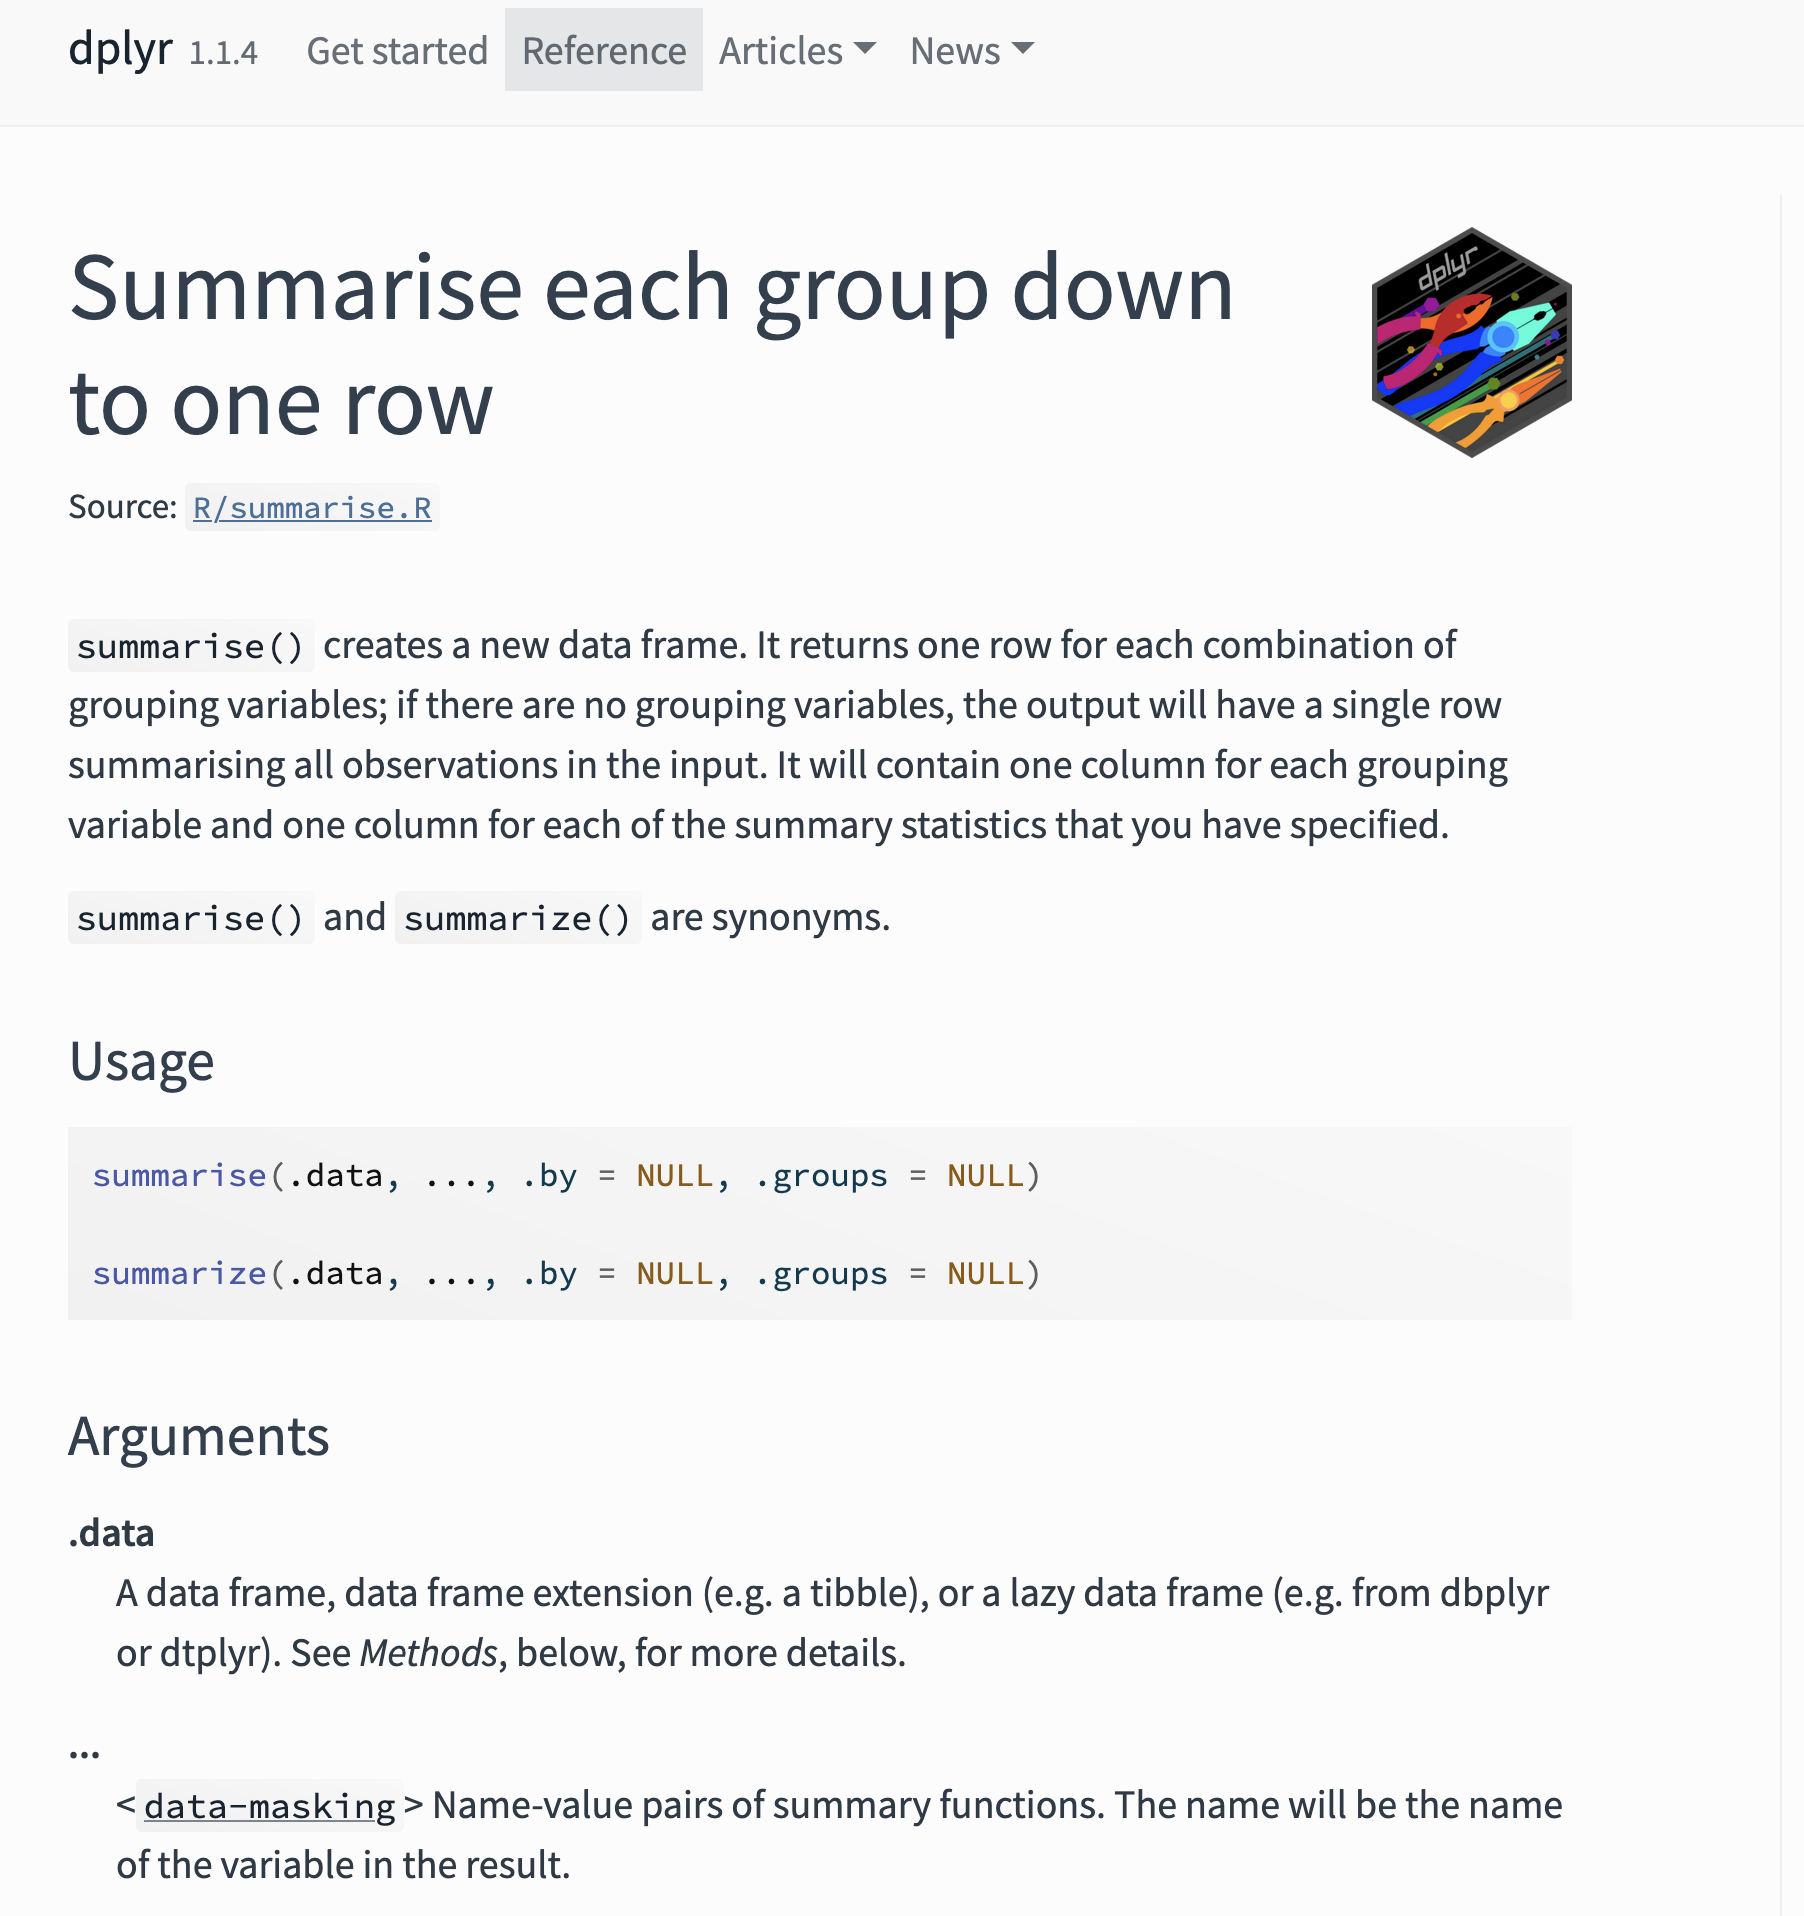 dplyr 1.1.4 Get started Reference Articles News
Summarise each group down
to one row
dplyr
Source: R/summarise.R
summarise() creates a new data frame. It returns one row for each combination of
grouping variables; if there are no grouping variables, the output will have a single row
summarising all observations in the input. It will contain one column for each grouping
variable and one column for each of the summary statistics that you have specified.
summarise() and summarize() are synonyms.
Usage
summarise(.data, ..., .by = NULL, .groups = NULL)
summarize(.data, ..., .by = NULL, .groups = NULL)
Arguments
.data
A data frame, data frame extension (e.g. a tibble), or a lazy data frame (e.g. from dbplyr
or dtplyr). See Methods, below, for more details.
...
<data-masking> Name-value pairs of summary functions. The name will be the name
of the variable in the result.